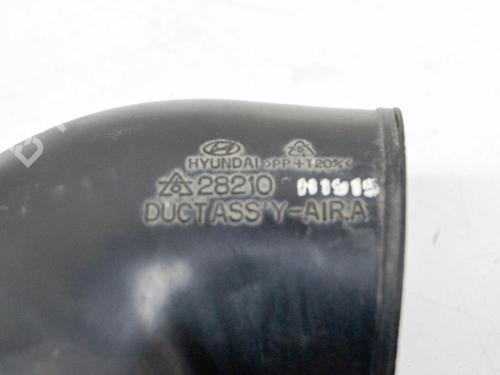 HYUNDAI >PP+T20%<
28210 H1915
DUCT ASS'Y-AIR.A